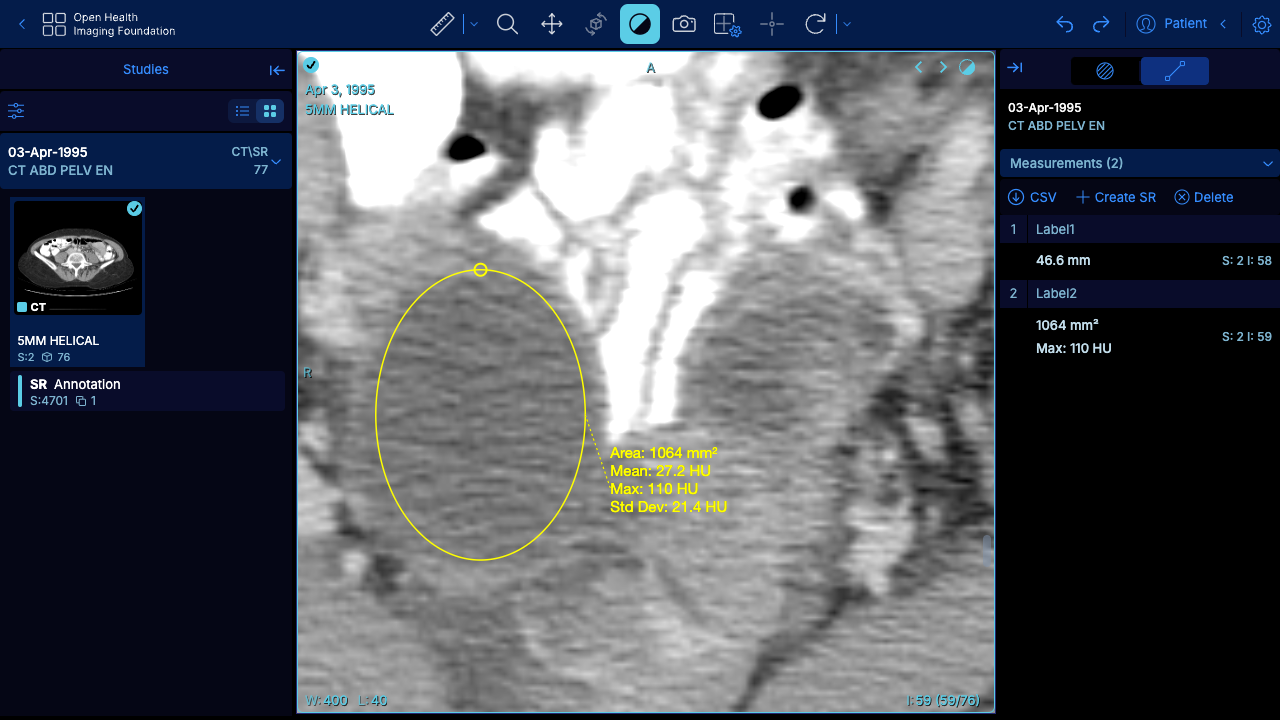 Open Health
Imaging Foundation
Patient
Studies
03-Apr-1995
CT\SR
CT ABD PELV EN
77
CT
5MM HELICAL
S:2
76
SR Annotation
S:4701
1
Apr 3, 1995
5MM HELICAL
A
R
Area: 1064 mm²
Mean: 27.2 HU
Max: 110 HU
Std Dev: 21.4 HU
W: 400 L: 40
I: 59 (59/76)
03-Apr-1995
CT ABD PELV EN
Measurements (2)
CSV
Create SR
Delete
1 Label1
46.6 mm
S: 2 I: 58
2 Label2
1064 mm²
S: 2 I: 59
Max: 110 HU